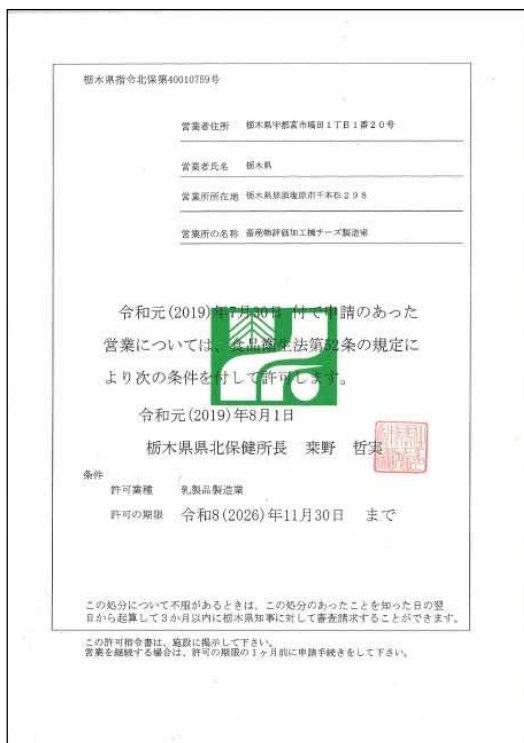 栃木県指令北保第40010759号
営業者住所 栃木県宇都宮市塙田1丁目1番20号
営業者氏名 栃木県
営業所所在地 栃木県那須塩原市千本松298
営業所の名称 畜産物評価加工棟チーズ製造室
令和元(2019)年7月30日 付で申請のあった
営業については、食品衛生法第52条の規定に
より次の条件を付して許可します。
令和元(2019)年8月1日
栃木県県北保健所長 桒野 哲実
条件
許可業種 乳製品製造業
許可の期限 令和8(2026)年11月30日 まで
この処分について不服があるときは、この処分のあったことを知った日の翌
日から起算して3か月以内に栃木県知事に対して審査請求することができます。
この許可指令書は、施設に掲示して下さい。
営業を継続する場合は、許可の期限の1ヶ月前に申請手続きをして下さい。